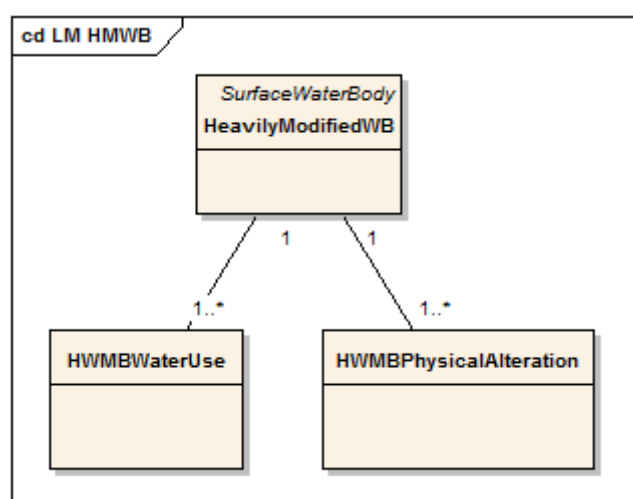 cd LM HMWB
SurfaceWaterBody
HeavilyModifiedWB
1
1
1..*
1..*
HWMBWaterUse
HWMBPhysicalAlteration